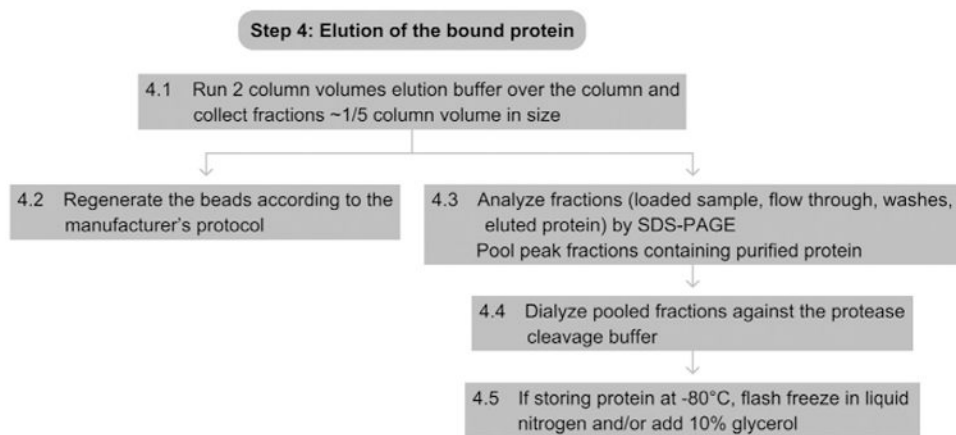 Step 4: Elution of the bound protein
4.1 Run 2 column volumes elution buffer over the column and
collect fractions ~1/5 column volume in size
4.2 Regenerate the beads according to the
manufacturer's protocol
4.3 Analyze fractions (loaded sample, flow through, washes,
eluted protein) by SDS-PAGE
Pool peak fractions containing purified protein
4.4 Dialyze pooled fractions against the protease
cleavage buffer
4.5 If storing protein at -80°C, flash freeze in liquid
nitrogen and/or add 10% glycerol